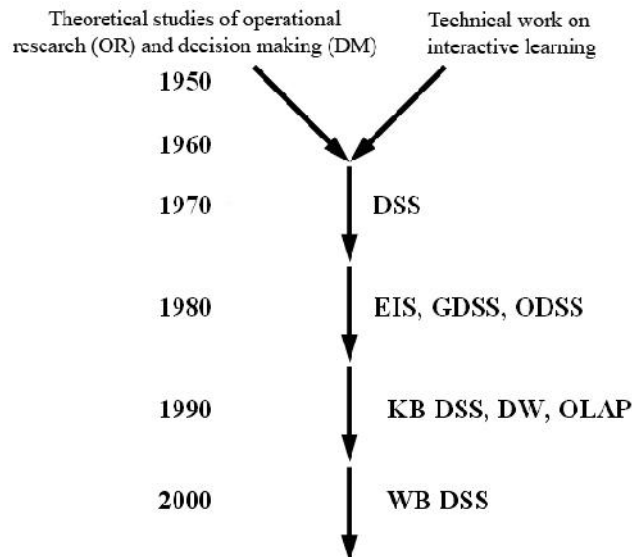 Theoretical studies of operational
research (OR) and decision making (DM)
Technical work on
interactive learning
1950
1960
1970
DSS
1980
EIS, GDSS, ODSS
1990
KB DSS, DW, OLAP
2000
WB DSS